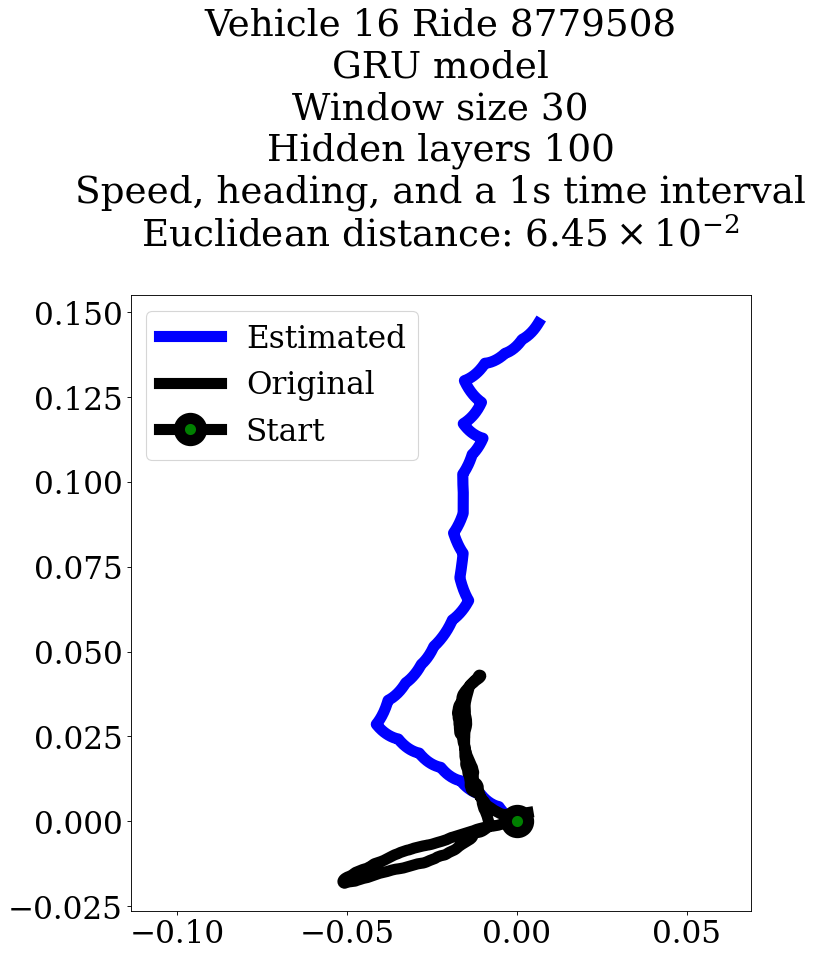 Vehicle 16 Ride 8779508
GRU model
Window size 30
Hidden layers 100
Speed, heading, and a 1s time interval
Euclidean distance: 6.45 × 10⁻²
Estimated
Original
Start
0.150
0.125
0.100
0.075
0.050
0.025
0.000
−0.025
−0.10 −0.05 0.00 0.05